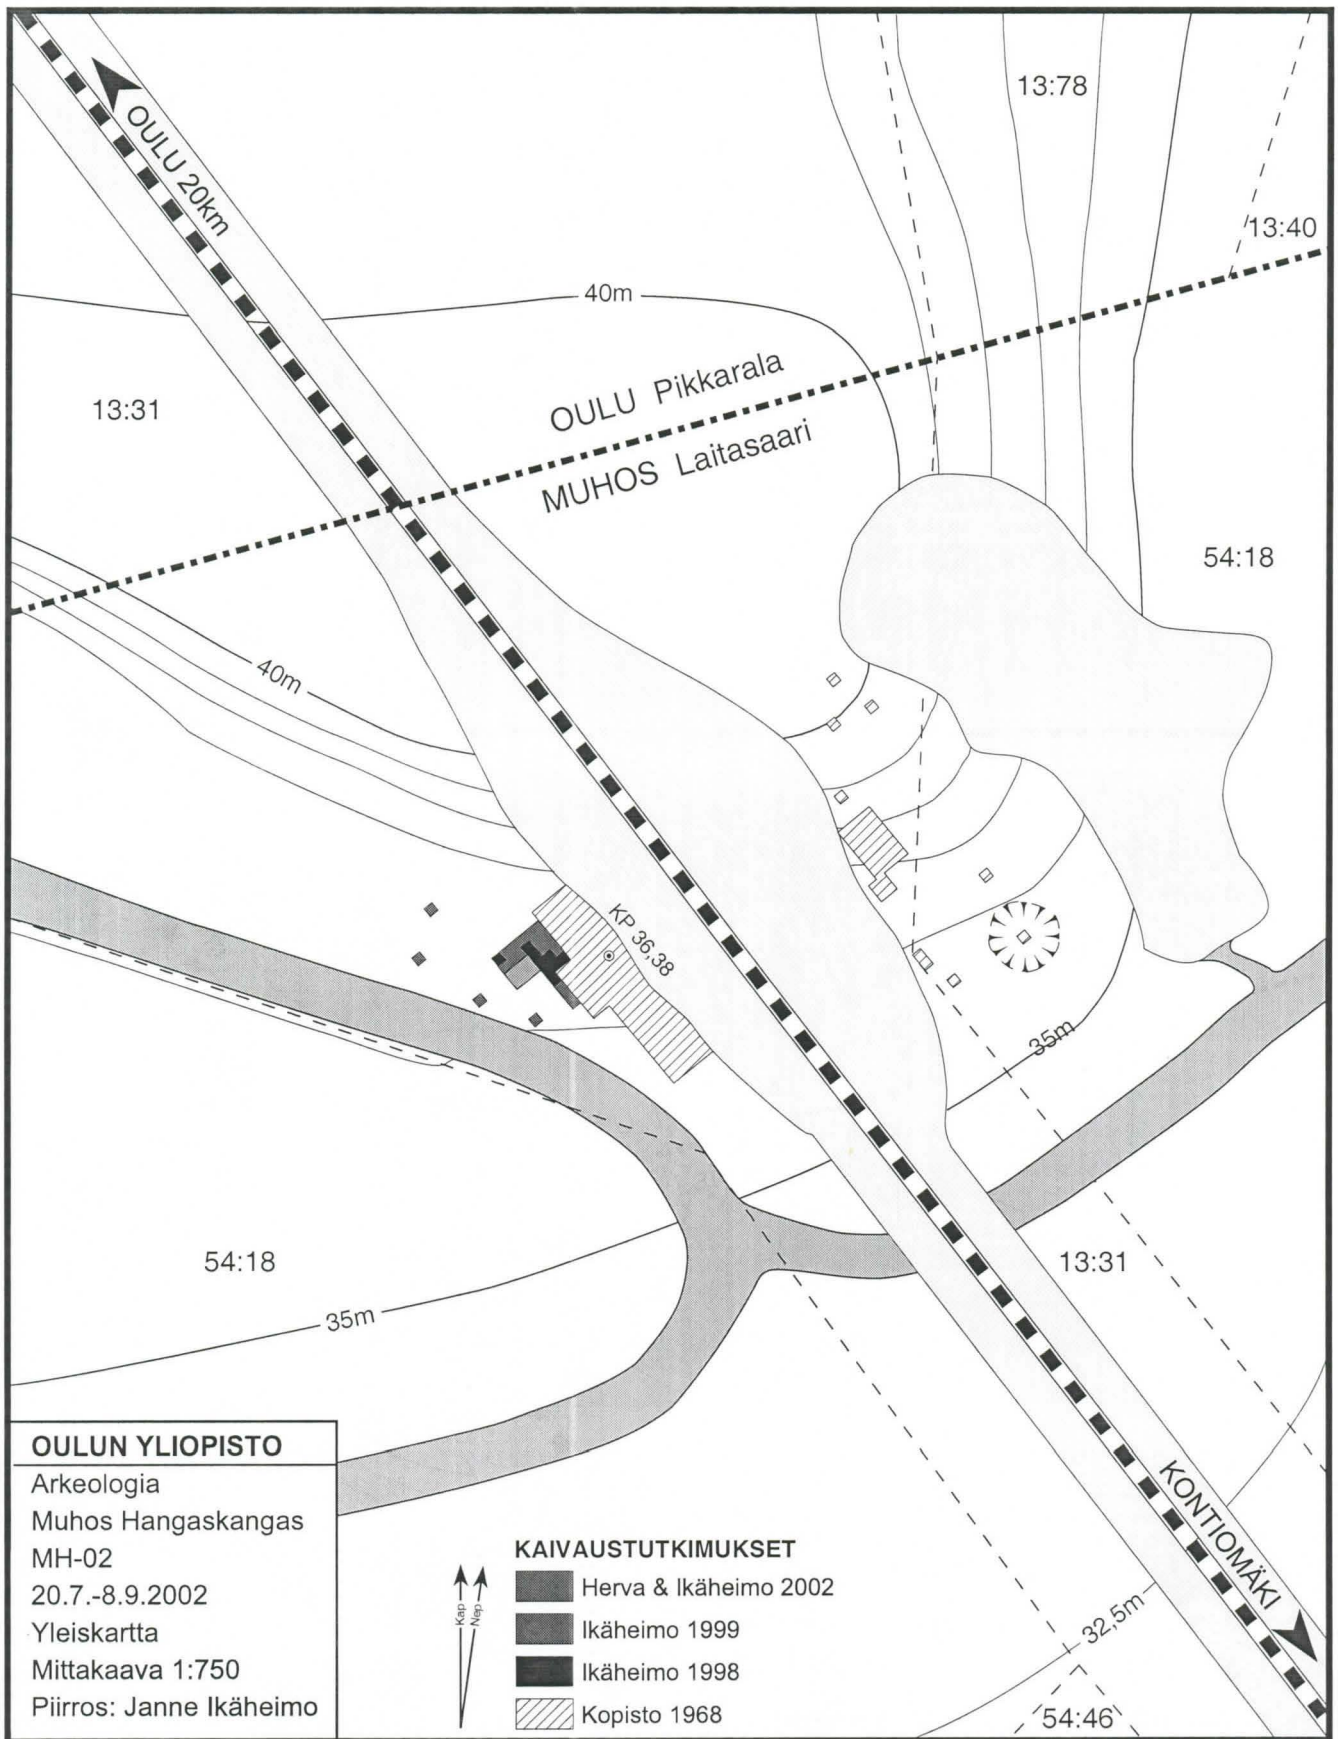 13:78
OULU 20km
13:40
40m
13:31
OULU Pikkarala
MUHOS Laitasaari
54:18
40m
KP 36,38
35m
54:18
13:31
35m
OULUN YLIOPISTO
Arkeologia
Muhos Hangaskangas
MH-02
20.7.-8.9.2002
Yleiskartta
Mittakaava 1:750
Piirros: Janne Ikäheimo
Kap
Nep
KAIVAUSTUTKIMUKSET
Herva & Ikäheimo 2002
Ikäheimo 1999
Ikäheimo 1998
Kopisto 1968
KONTIOMÄKI
32,5m
54:46